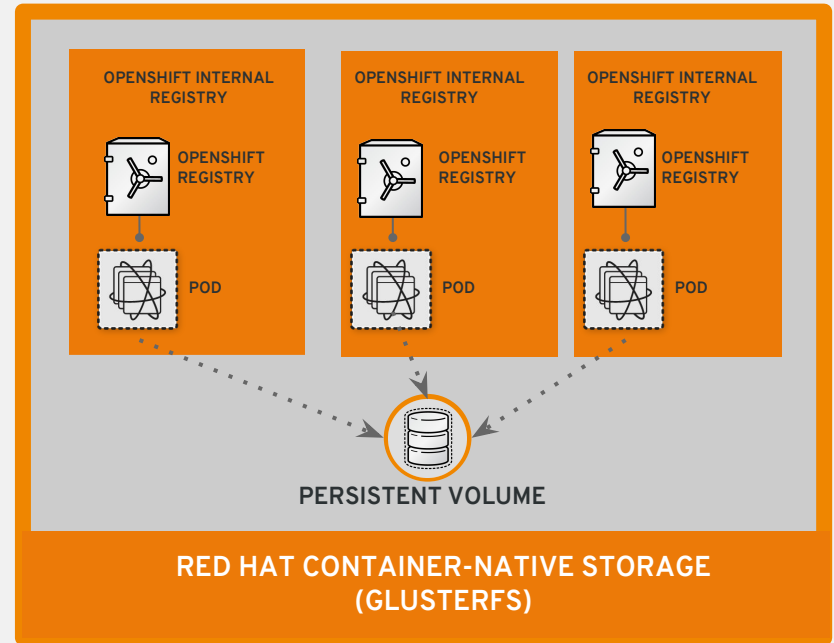 OPENSHIFT INTERNAL
REGISTRY
OPENSHIFT
REGISTRY
POD
OPENSHIFT INTERNAL
REGISTRY
OPENSHIFT
REGISTRY
POD
OPENSHIFT INTERNAL
REGISTRY
OPENSHIFT
REGISTRY
POD
PERSISTENT VOLUME
RED HAT CONTAINER-NATIVE STORAGE
(GLUSTERFS)